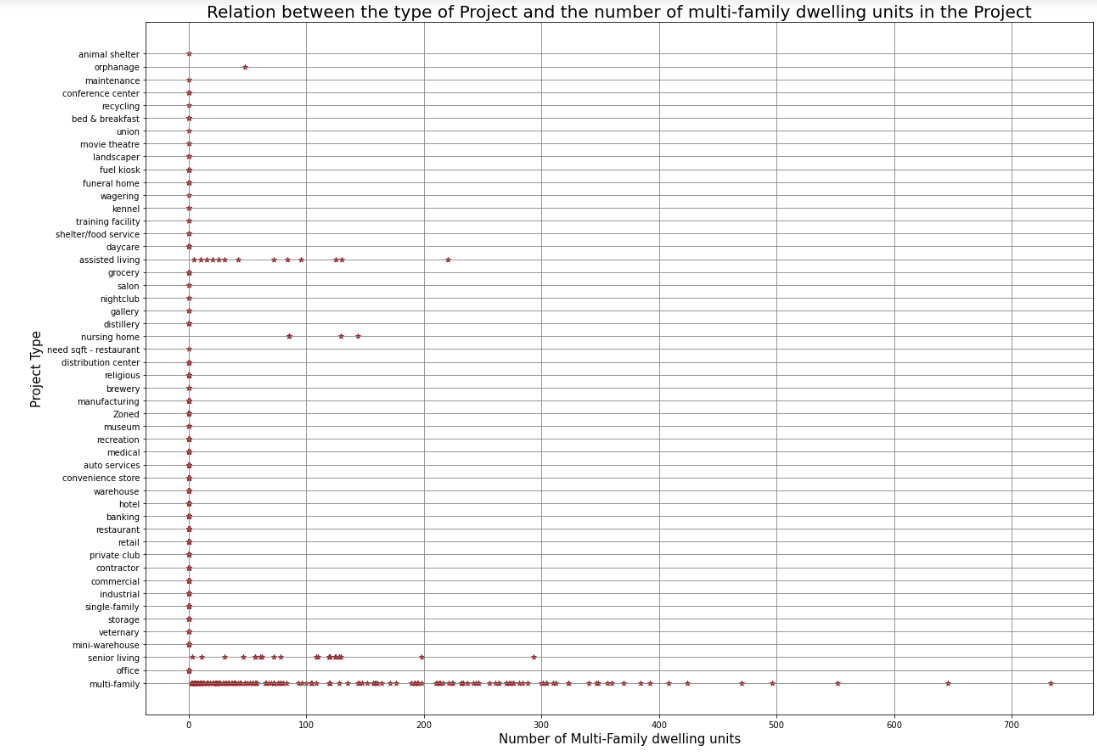 Relation between the type of Project and the number of multi-family dwelling units in the Project
animal shelter
orphanage
maintenance
conference center
recycling
bed & breakfast
union
movie theatre
landscaper
fuel kiosk
funeral home
wagering
kennel
training facility
shelter/food service
daycare
assisted living
grocery
salon
nightclub
gallery
distillery
nursing home
need sqft - restaurant
distribution center
religious
brewery
manufacturing
Zoned
museum
recreation
medical
auto services
convenience store
warehouse
hotel
banking
restaurant
retail
private club
contractor
commercial
industrial
single-family
storage
veternary
mini-warehouse
senior living
office
multi-family
Project Type
0 100 200 300 400 500 600 700
Number of Multi-Family dwelling units